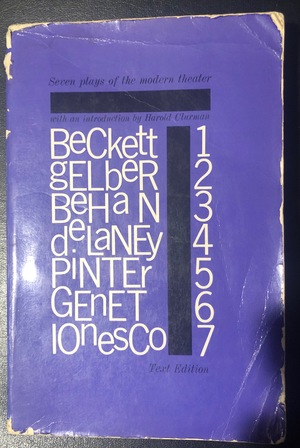 Seven plays of the modern theater
with an introduction by Harold Clurman
BeCkett 1
gELbeR 2
BeHaN 3
deLaNEy 4
PiNTEr 5
GEnET 6
IOnesCo 7
Text Edition